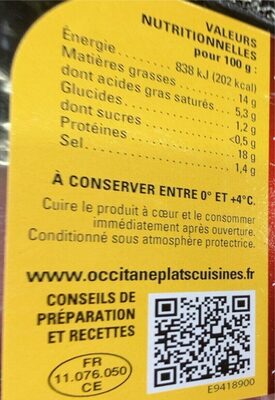 VALEURS
NUTRITIONNELLES
pour 100 g :
Énergie........ 838 kJ (202 kcal)
Matières grasses.......... 14 g
dont acides gras saturés.. 5,3 g
Glucides.................. 1,2 g
dont sucres............... <0,5 g
Protéines................. 18 g
Sel....................... 1,4 g
À CONSERVER ENTRE 0° ET +4°C.
Cuire le produit à cœur et le consommer
immédiatement après ouverture.
Conditionné sous atmosphère protectrice.
www.occitaneplatscuisines.fr
CONSEILS DE
PRÉPARATION
ET RECETTES
FR
11.076.050
CE
E9418900